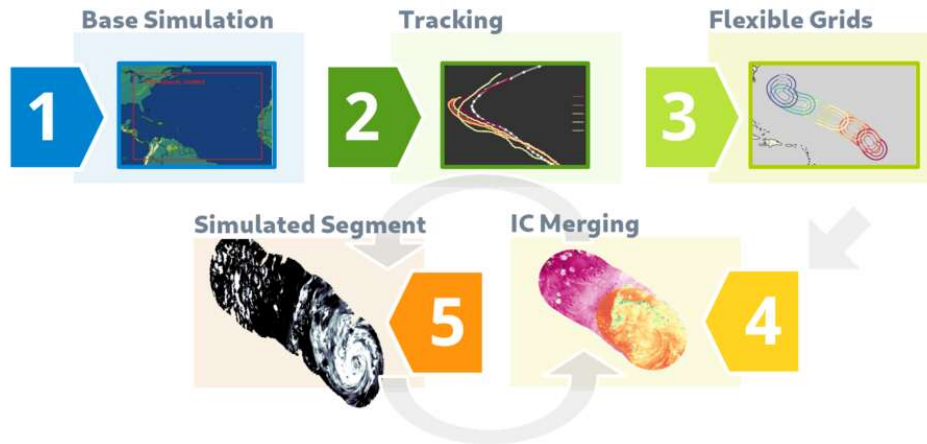 Base Simulation
Tracking
Flexible Grids
1
2
3
Simulated Segment
IC Merging
5
4